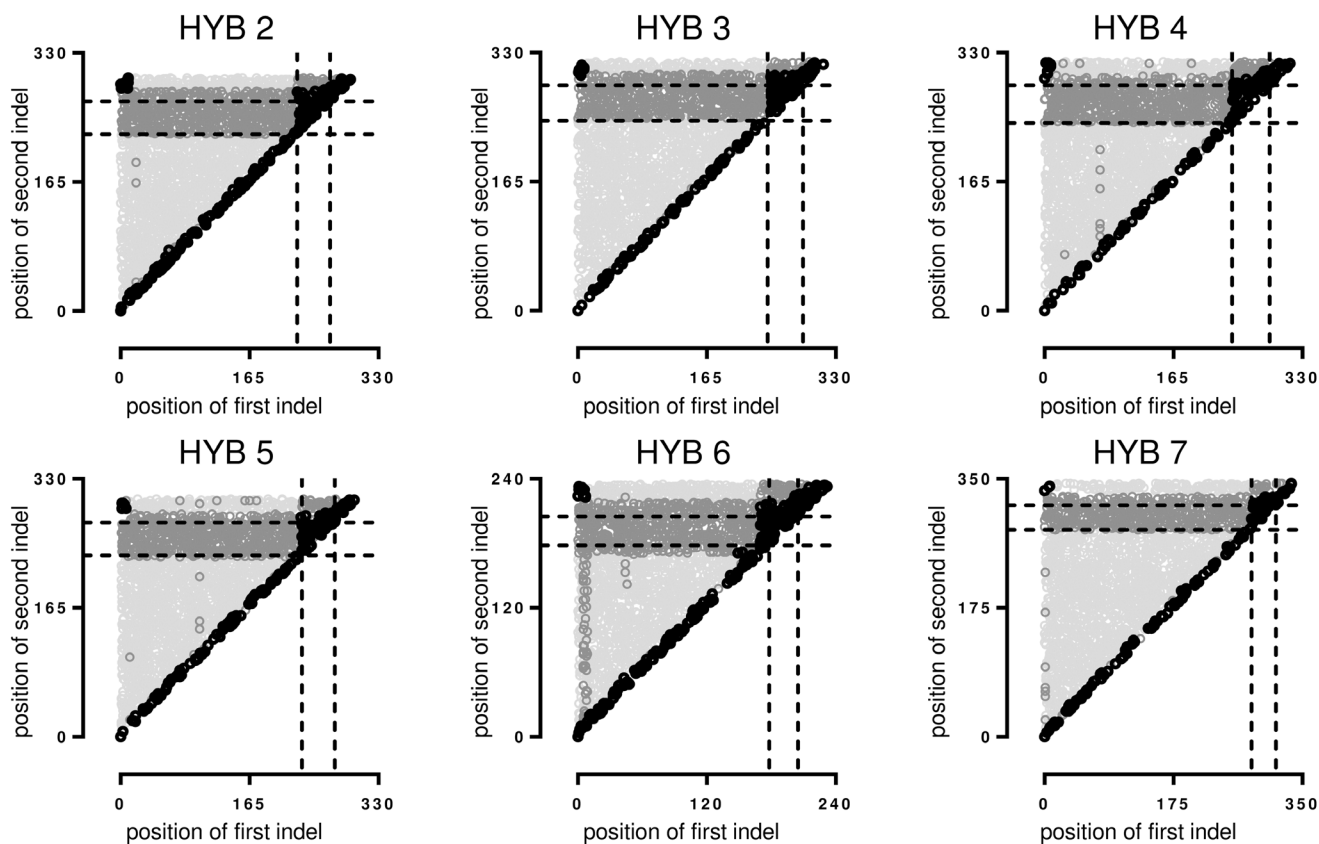 HYB 2
330
165
0
position of second indel
0 165 330
position of first indel
HYB 3
330
165
0
position of second indel
0 165 330
position of first indel
HYB 4
330
165
0
position of second indel
0 165 330
position of first indel
HYB 5
330
165
0
position of second indel
0 165 330
position of first indel
HYB 6
240
120
0
position of second indel
0 120 240
position of first indel
HYB 7
350
175
0
position of second indel
0 175 350
position of first indel